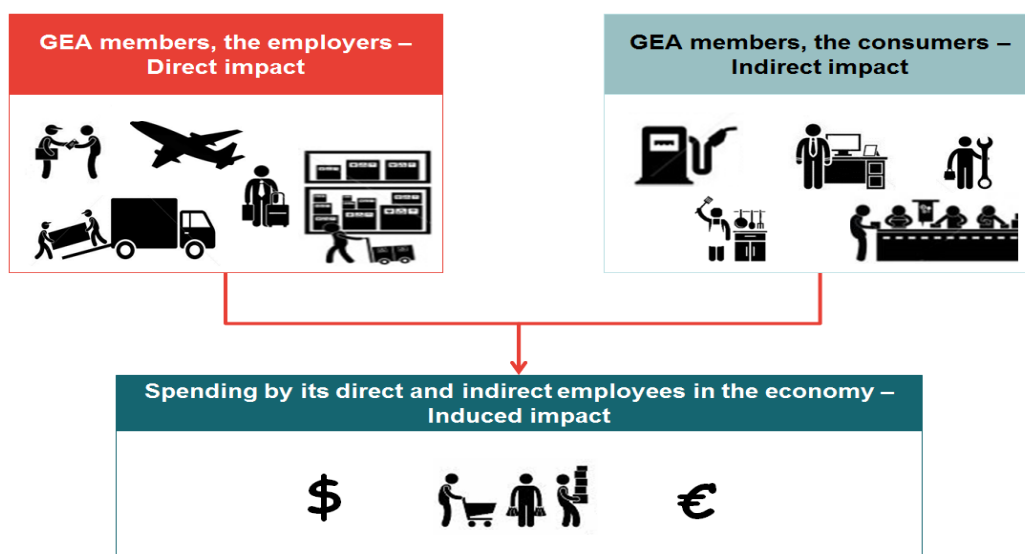 GEA members, the employers –
Direct impact
GEA members, the consumers –
Indirect impact
Spending by its direct and indirect employees in the economy –
Induced impact
$
€